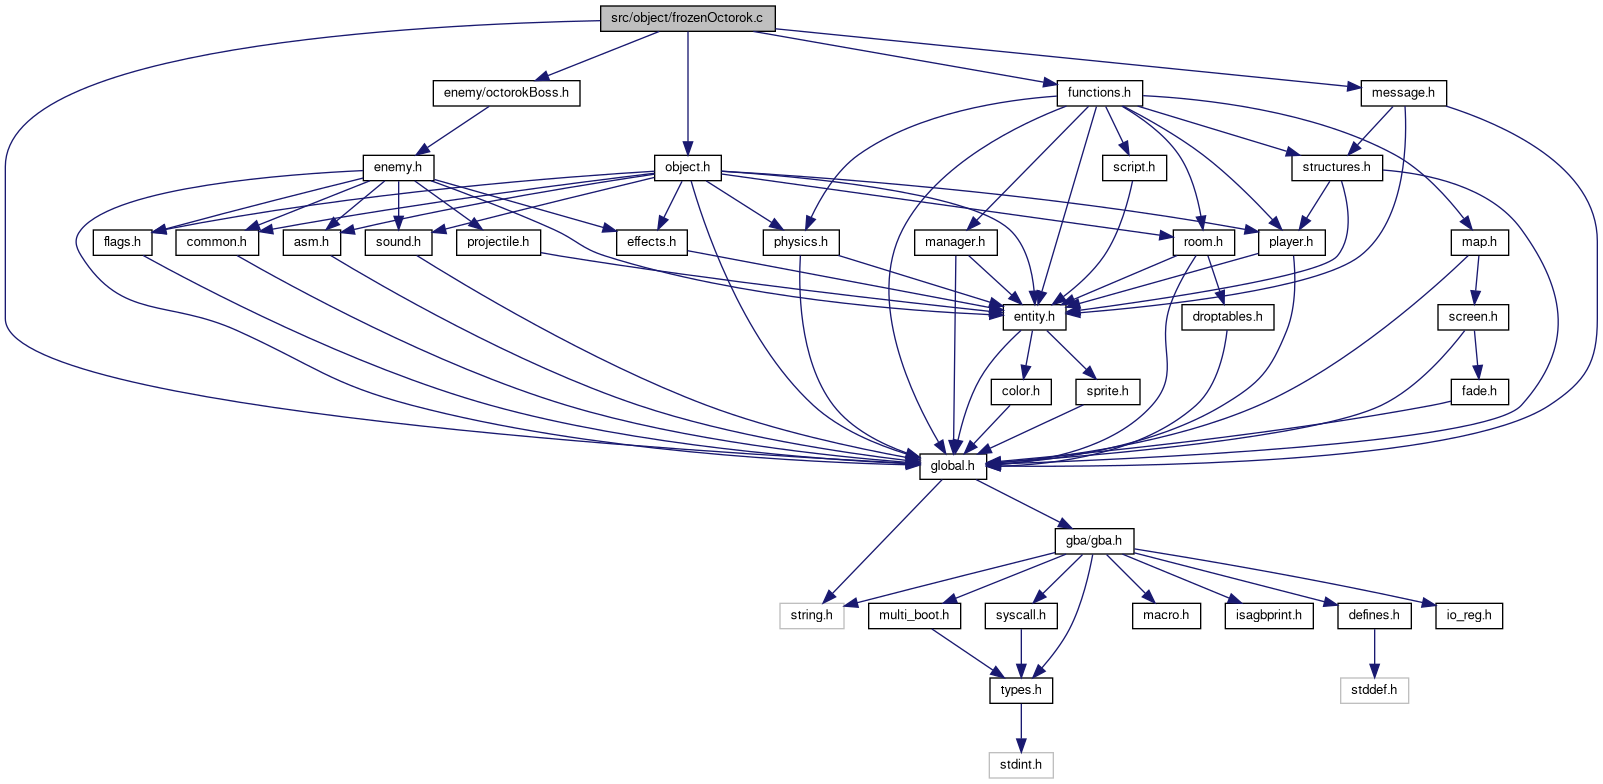 src/object/frozenOctorok.c
enemy/octorokBoss.h
functions.h
message.h
enemy.h
object.h
script.h
structures.h
flags.h
common.h
asm.h
sound.h
projectile.h
effects.h
physics.h
manager.h
room.h
player.h
map.h
entity.h
droptables.h
screen.h
color.h
sprite.h
fade.h
global.h
gba/gba.h
string.h
multi_boot.h
syscall.h
macro.h
isagbprint.h
defines.h
io_reg.h
types.h
stddef.h
stdint.h